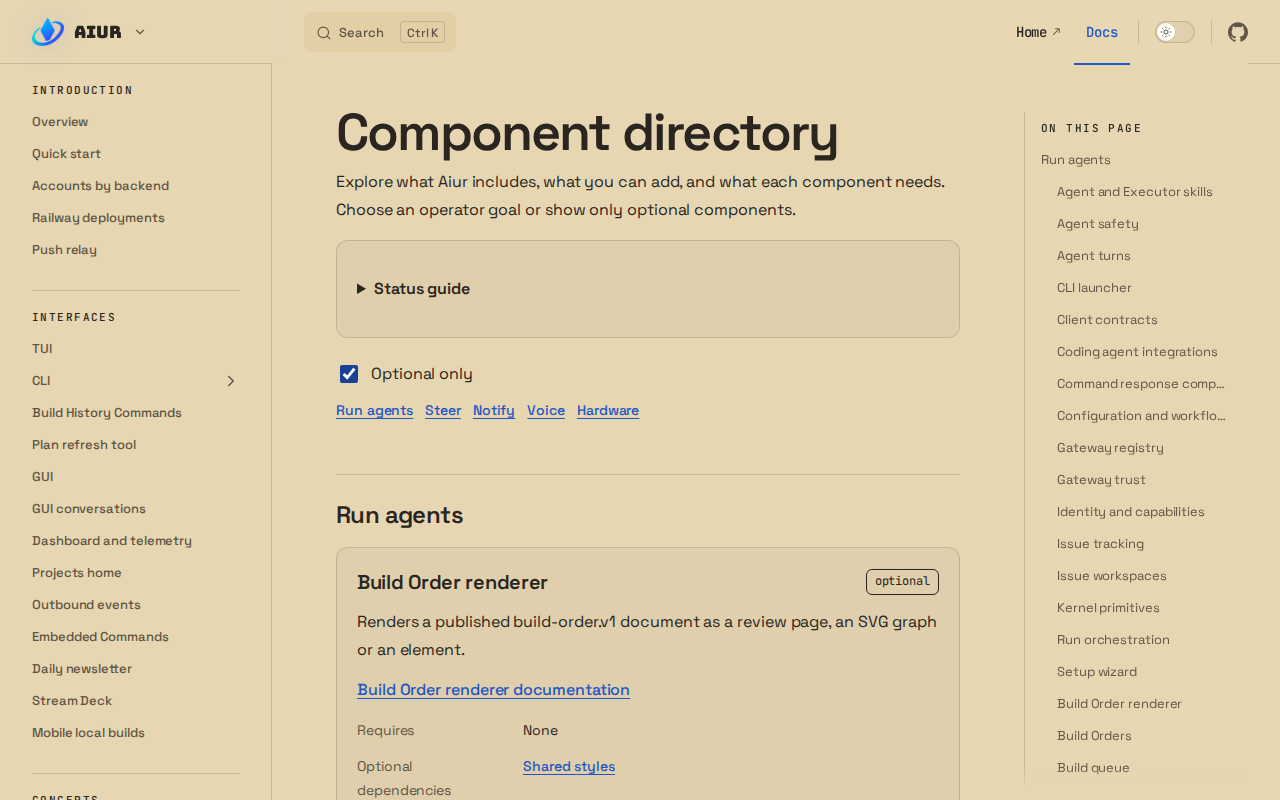 AIUR
Search Ctrl K
Home
Docs
INTRODUCTION
Overview
Quick start
Accounts by backend
Railway deployments
Push relay
INTERFACES
TUI
CLI
Build History Commands
Plan refresh tool
GUI
GUI conversations
Dashboard and telemetry
Projects home
Outbound events
Embedded Commands
Daily newsletter
Stream Deck
Mobile local builds
CONCEPTS
Component directory
Explore what Aiur includes, what you can add, and what each component needs.
Choose an operator goal or show only optional components.
Status guide
Optional only
Run agents Steer Notify Voice Hardware
Run agents
Build Order renderer
optional
Renders a published build-order.v1 document as a review page, an SVG graph
or an element.
Build Order renderer documentation
Requires None
Optional Shared styles
dependencies
ON THIS PAGE
Run agents
Agent and Executor skills
Agent safety
Agent turns
CLI launcher
Client contracts
Coding agent integrations
Command response comp…
Configuration and workflo…
Gateway registry
Gateway trust
Identity and capabilities
Issue tracking
Issue workspaces
Kernel primitives
Run orchestration
Setup wizard
Build Order renderer
Build Orders
Build queue